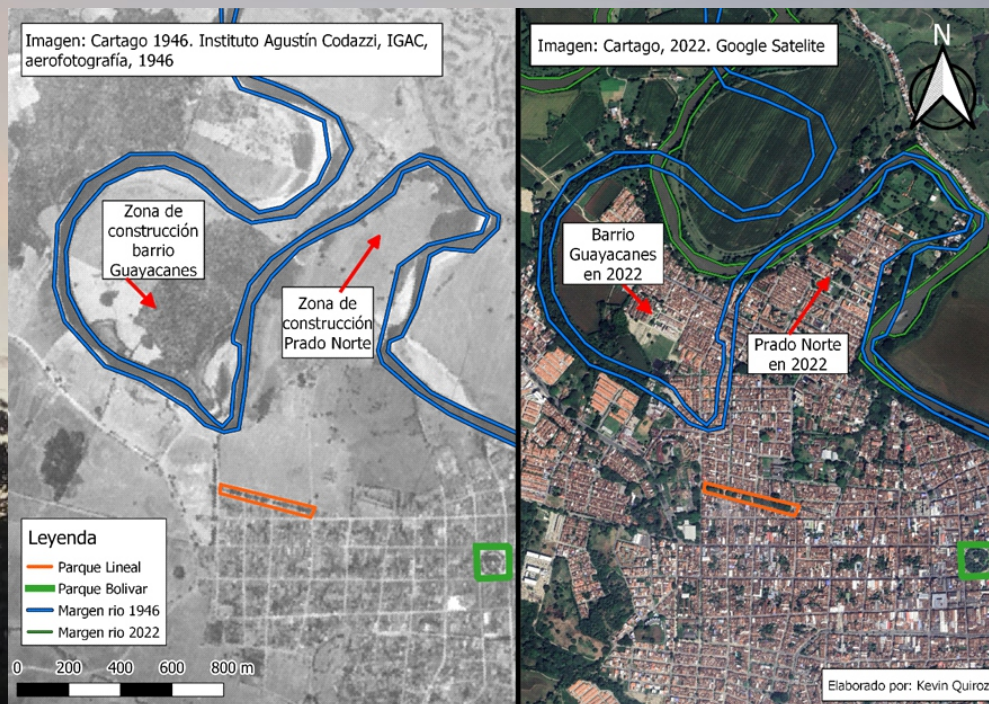 Imagen: Cartago 1946. Instituto Agustín Codazzi, IGAC,
aerofotografía, 1946
Zona de
construcción
barrio
Guayacanes
Zona de
construcción
Prado Norte
Leyenda
Parque Lineal
Parque Bolivar
Margen rio 1946
Margen rio 2022
0 200 400 600 800 m
Imagen: Cartago, 2022. Google Satelite
N
Barrio
Guayacanes
en 2022
Prado Norte
en 2022
Elaborado por: Kevin Quiroz